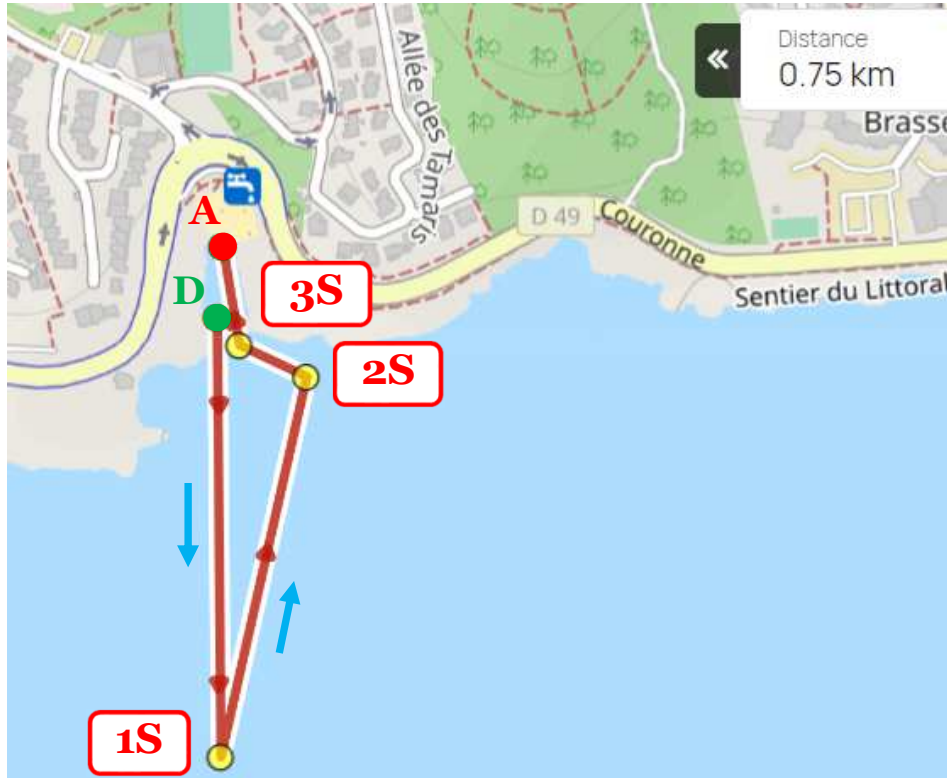 Distance
«
0.75 km
Brasse
Allée des Tamaris
D 49
Couronne
A
Sentier du Littoral
3S
D
2S
1S